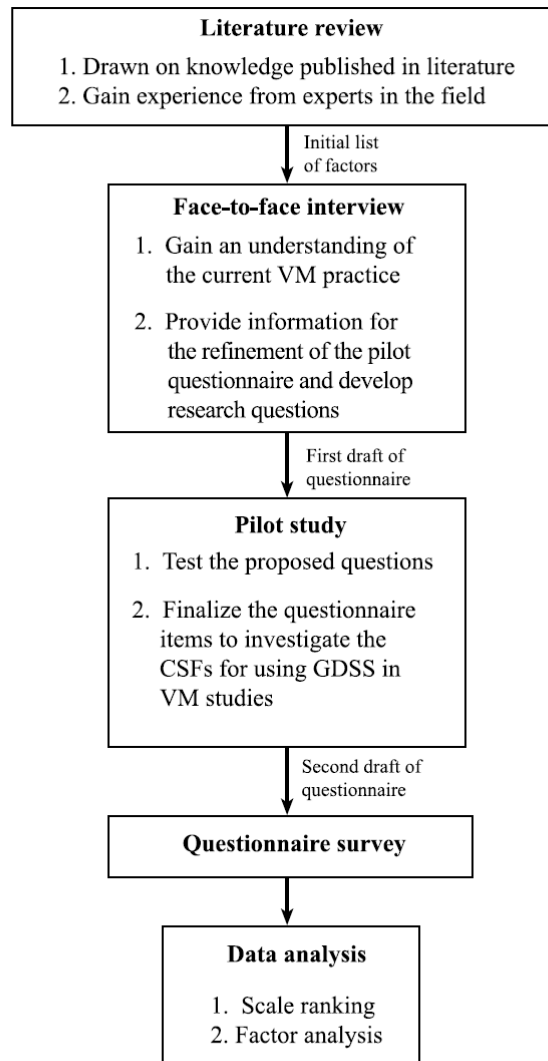 Literature review
1. Drawn on knowledge published in literature
2. Gain experience from experts in the field
Initial list
of factors
Face-to-face interview
1. Gain an understanding of
the current VM practice
2. Provide information for
the refinement of the pilot
questionnaire and develop
research questions
First draft of
questionnaire
Pilot study
1. Test the proposed questions
2. Finalize the questionnaire
items to investigate the
CSFs for using GDSS in
VM studies
Second draft of
questionnaire
Questionnaire survey
Data analysis
1. Scale ranking
2. Factor analysis